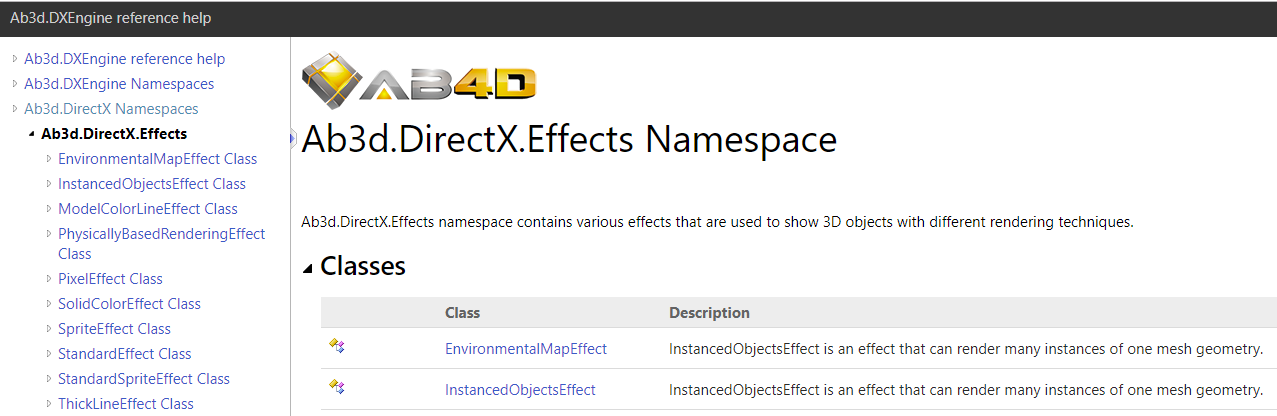 Ab3d.DXEngine reference help
Ab3d.DXEngine reference help
Ab3d.DXEngine Namespaces
Ab3d.DirectX Namespaces
Ab3d.DirectX.Effects
EnvironmentalMapEffect Class
InstancedObjectsEffect Class
ModelColorLineEffect Class
PhysicallyBasedRenderingEffect
Class
PixelEffect Class
SolidColorEffect Class
SpriteEffect Class
StandardEffect Class
StandardSpriteEffect Class
ThickLineEffect Class
AB4D
Ab3d.DirectX.Effects Namespace
Ab3d.DirectX.Effects namespace contains various effects that are used to show 3D objects with different rendering techniques.
Classes
Class Description
EnvironmentalMapEffect InstancedObjectsEffect is an effect that can render many instances of one mesh geometry.
InstancedObjectsEffect InstancedObjectsEffect is an effect that can render many instances of one mesh geometry.